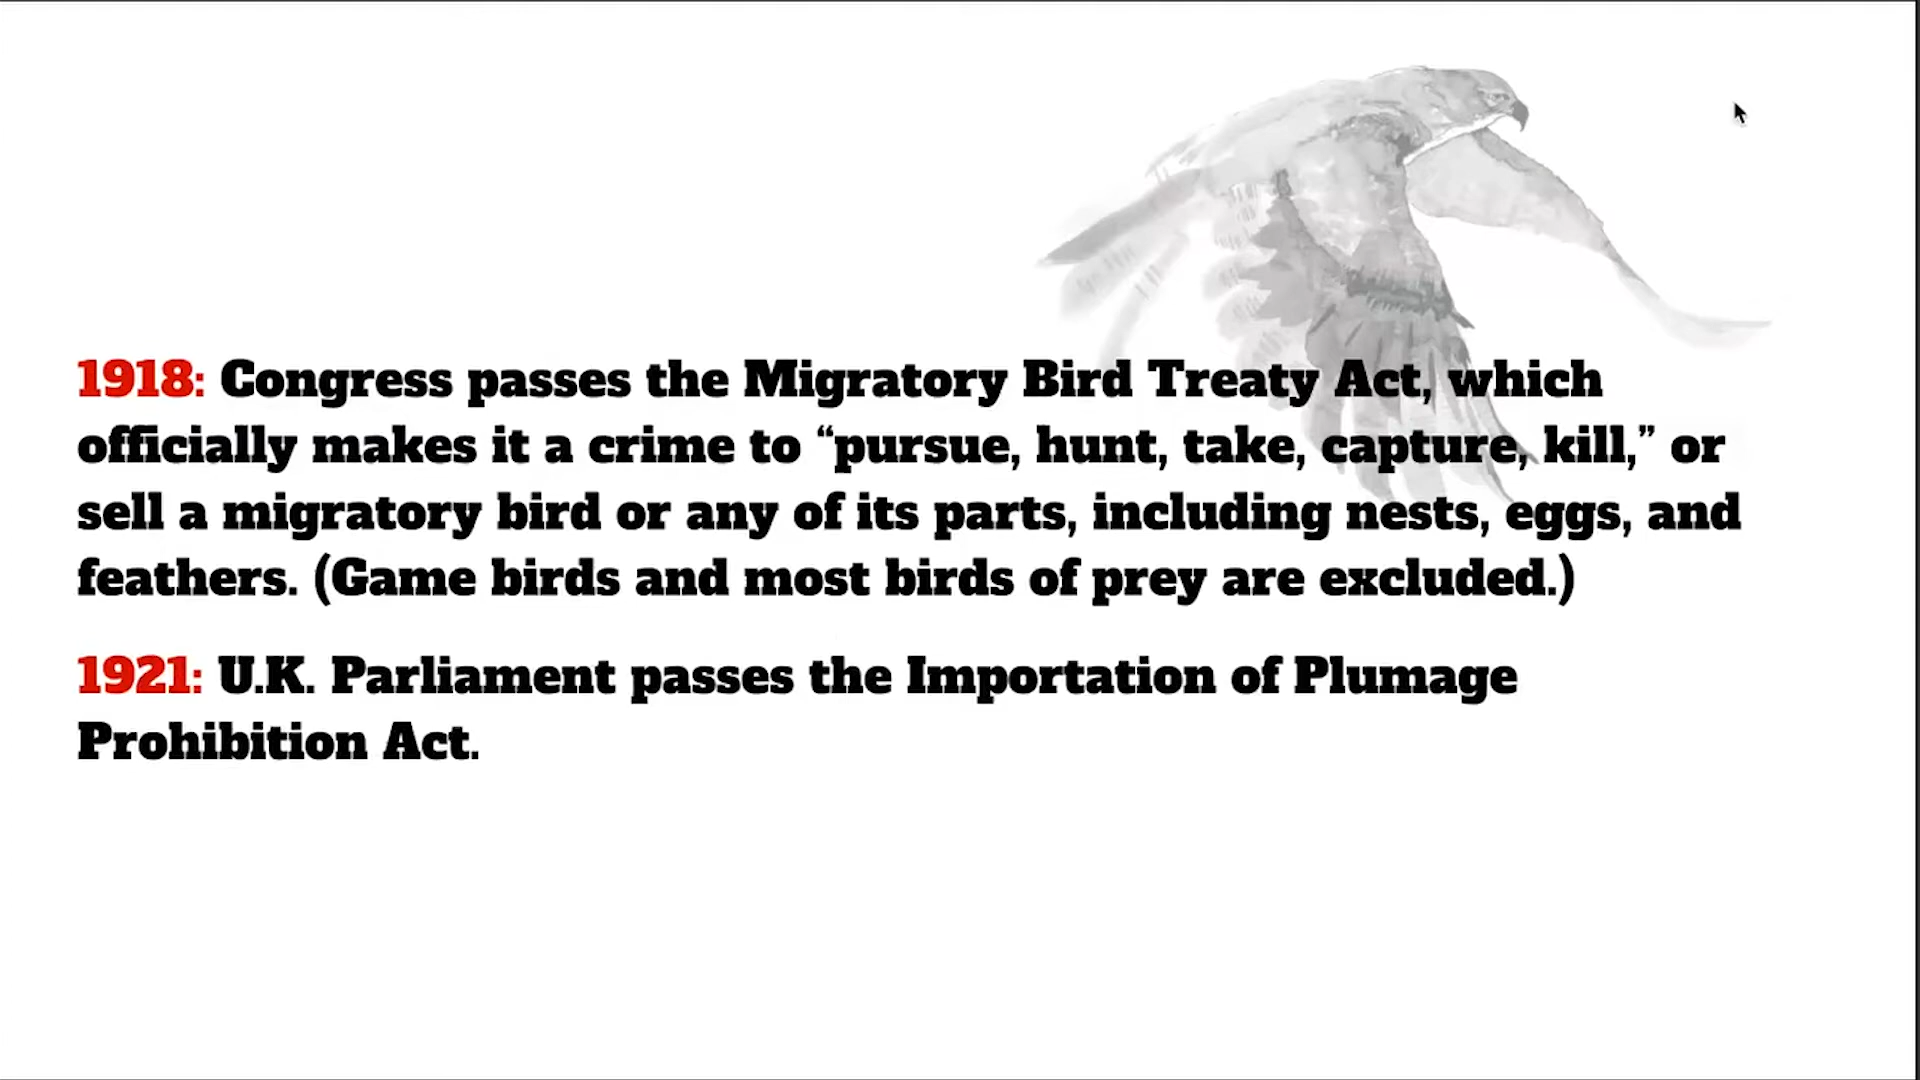 1918: Congress passes the Migratory Bird Treaty Act, which
officially makes it a crime to “pursue, hunt, take, capture, kill,” or
sell a migratory bird or any of its parts, including nests, eggs, and
feathers. (Game birds and most birds of prey are excluded.)
1921: U.K. Parliament passes the Importation of Plumage
Prohibition Act.